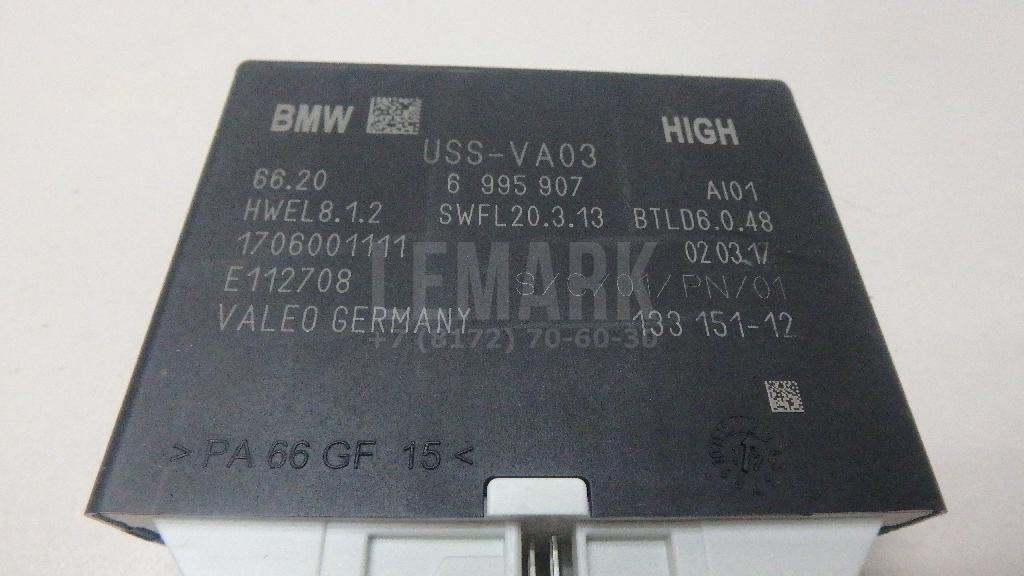 BMW HIGH
USS-VA03
66.20 6 995 907 AI01
HWEL8.1.2 SWFL20.3.13 BTLD6.0.48
1706001111 02.03.17
LEMARK
E112708 S/C/01/PN/01
VALEO GERMANY 133 151-12
+7 (8172) 70-60-30
> PA 66 GF 15 <